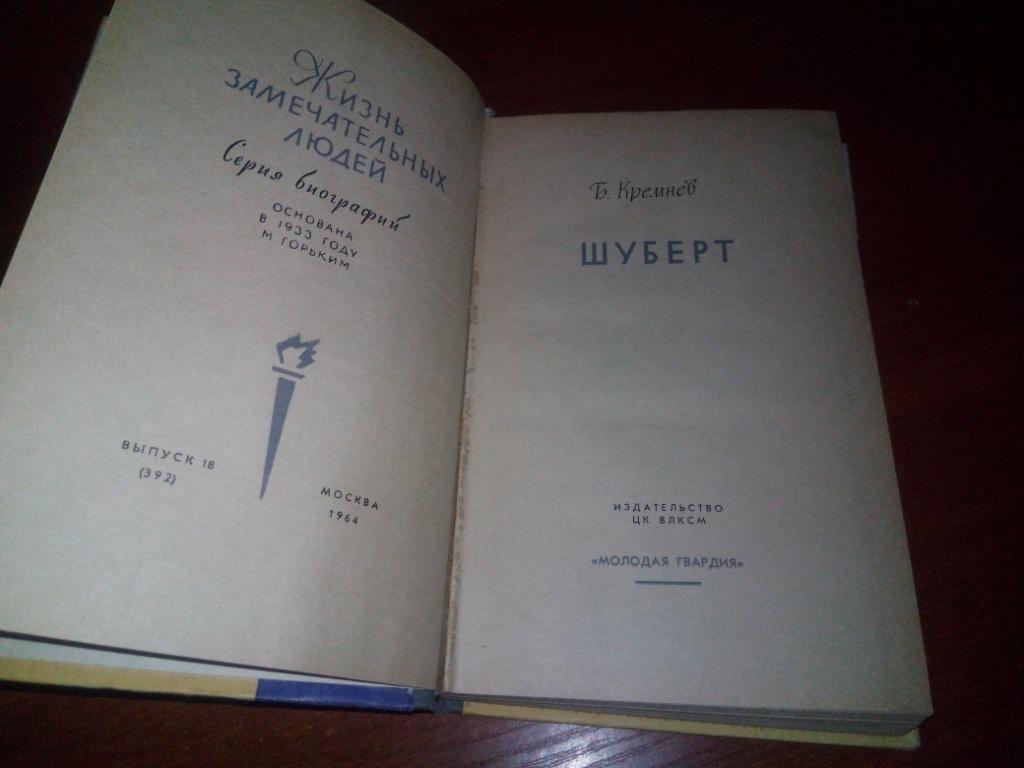 Жизнь
ЗАМЕЧАТЕЛЬНЫХ
ЛЮДЕЙ
Серия биографий
ОСНОВАНА
В 1933 ГОДУ
М ГОРЬКИМ
ВЫПУСК 18
(392)
МОСКВА
1964
Б. Кремнёв
ШУБЕРТ
ИЗДАТЕЛЬСТВО
ЦК ВЛКСМ
«МОЛОДАЯ ГВАРДИЯ»